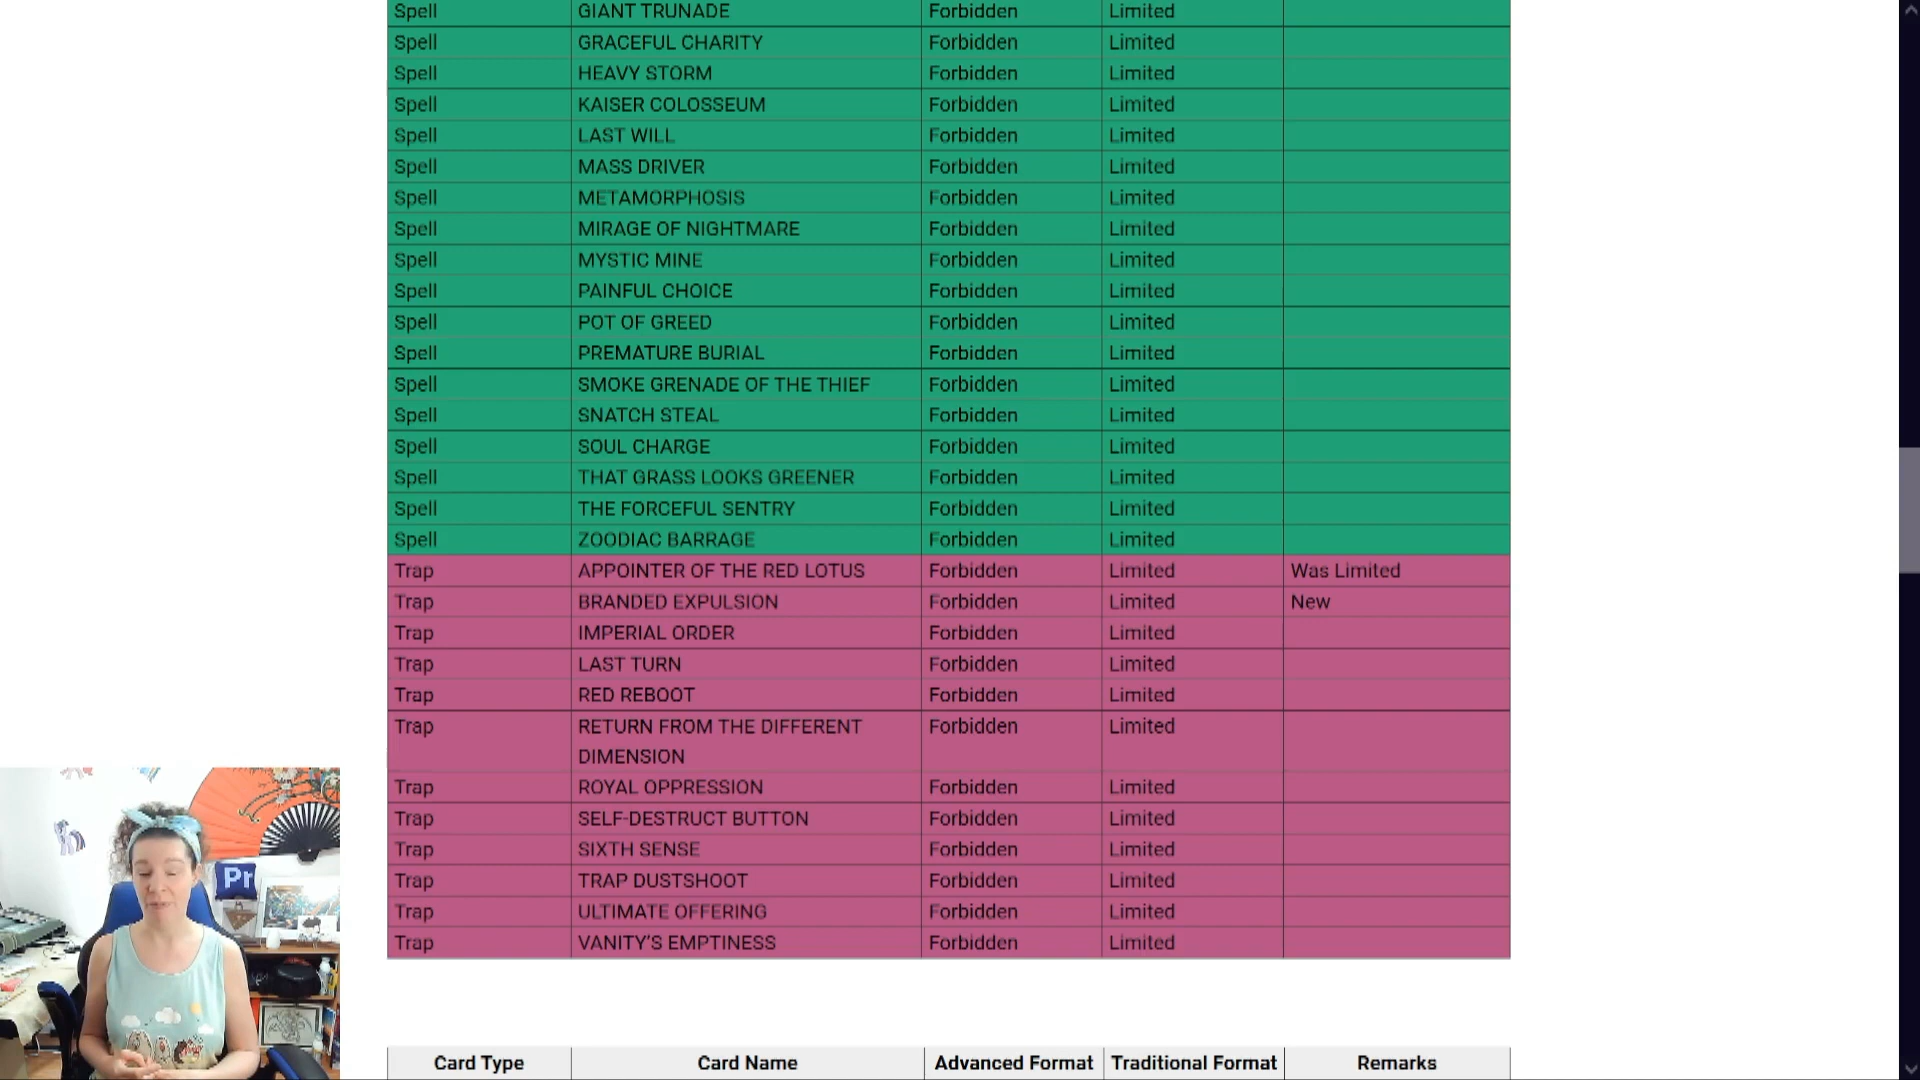 Spell GIANT TRUNADE Forbidden Limited
Spell GRACEFUL CHARITY Forbidden Limited
Spell HEAVY STORM Forbidden Limited
Spell KAISER COLOSSEUM Forbidden Limited
Spell LAST WILL Forbidden Limited
Spell MASS DRIVER Forbidden Limited
Spell METAMORPHOSIS Forbidden Limited
Spell MIRAGE OF NIGHTMARE Forbidden Limited
Spell MYSTIC MINE Forbidden Limited
Spell PAINFUL CHOICE Forbidden Limited
Spell POT OF GREED Forbidden Limited
Spell PREMATURE BURIAL Forbidden Limited
Spell SMOKE GRENADE OF THE THIEF Forbidden Limited
Spell SNATCH STEAL Forbidden Limited
Spell SOUL CHARGE Forbidden Limited
Spell THAT GRASS LOOKS GREENER Forbidden Limited
Spell THE FORCEFUL SENTRY Forbidden Limited
Spell ZOODIAC BARRAGE Forbidden Limited
Trap APPOINTER OF THE RED LOTUS Forbidden Limited Was Limited
Trap BRANDED EXPULSION Forbidden Limited New
Trap IMPERIAL ORDER Forbidden Limited
Trap LAST TURN Forbidden Limited
Trap RED REBOOT Forbidden Limited
Trap RETURN FROM THE DIFFERENT Forbidden Limited
DIMENSION
Trap ROYAL OPPRESSION Forbidden Limited
Trap SELF-DESTRUCT BUTTON Forbidden Limited
Trap SIXTH SENSE Forbidden Limited
Trap TRAP DUSTSHOOT Forbidden Limited
Trap ULTIMATE OFFERING Forbidden Limited
Trap VANITY'S EMPTINESS Forbidden Limited
Pr
Card Type Card Name Advanced Format Traditional Format Remarks